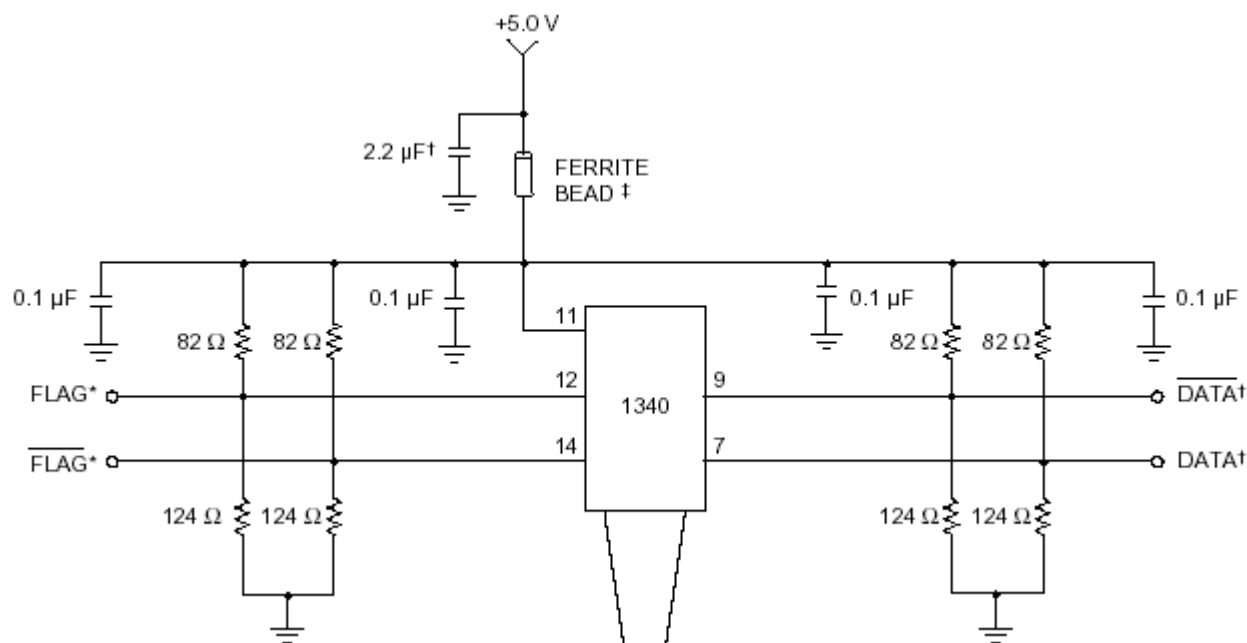 +5.0 V
2.2 µF†
FERRITE
BEAD ‡
0.1 µF
0.1 µF
0.1 µF
0.1 µF
82 Ω
82 Ω
82 Ω
82 Ω
11
FLAG*
12
1340
9
DATA†
FLAG*
14
7
DATA†
124 Ω
124 Ω
124 Ω
124 Ω